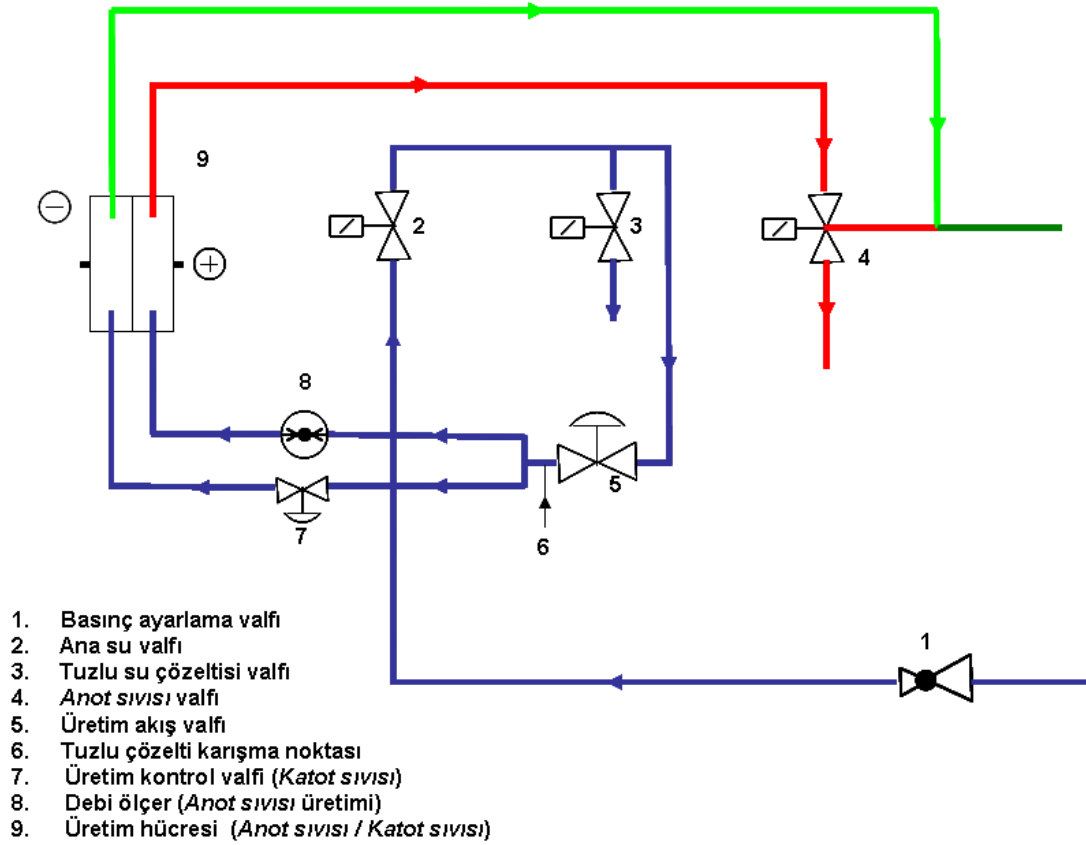 9
2
3
4
8
5
7
6
1
1. Basınç ayarlama valfı
2. Ana su valfı
3. Tuzlu su çözeltisi valfı
4. Anot sıvısı valfı
5. Üretim akış valfı
6. Tuzlu çözelti karışma noktası
7. Üretim kontrol valfi (Katot sıvısı)
8. Debi ölçer (Anot sıvısı üretimi)
9. Üretim hücresi (Anot sıvısı / Katot sıvısı)